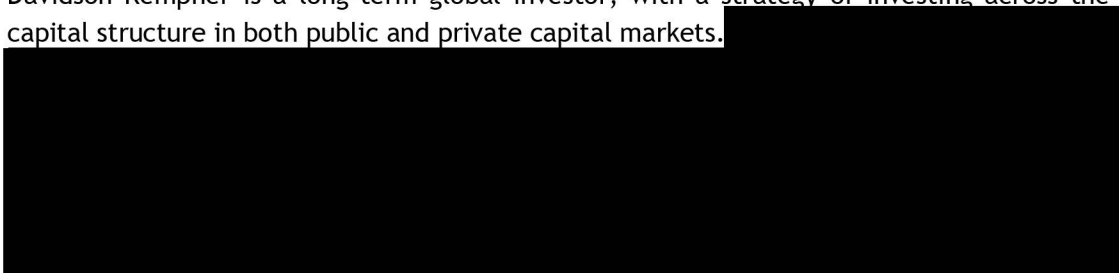 Davidson Kempner is a long term global investor, with a strategy of investing across the
capital structure in both public and private capital markets.